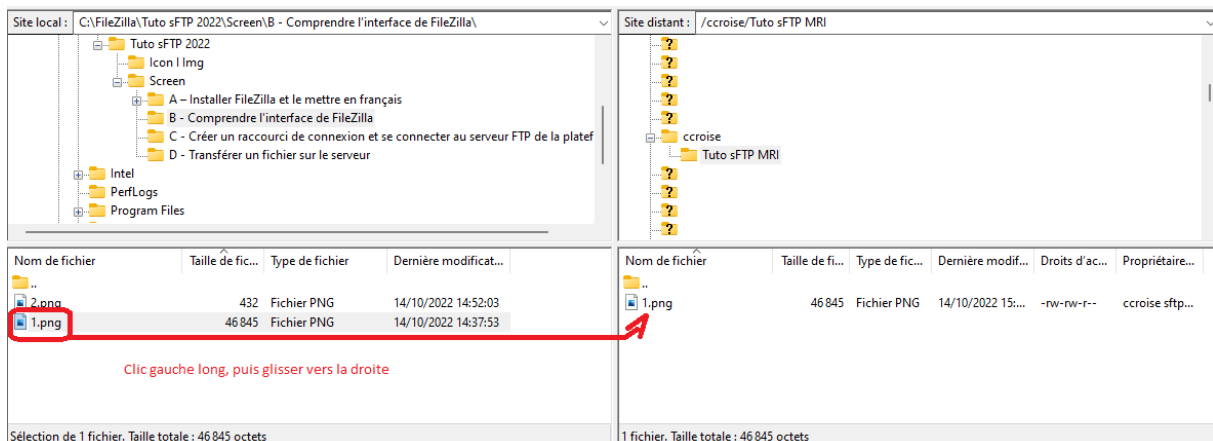 Site local : C:\FileZilla\Tuto sFTP 2022\Screen\B - Comprendre l'interface de FileZilla\
Tuto sFTP 2022
Icon l Img
Screen
A – Installer FileZilla et le mettre en français
B - Comprendre l'interface de FileZilla
C - Créer un raccourci de connexion et se connecter au serveur FTP de la platef
D - Transférer un fichier sur le serveur
Intel
PerfLogs
Program Files
Site distant : /ccroise/Tuto sFTP MRI
?
?
?
?
?
ccroise
Tuto sFTP MRI
?
?
?
?
Nom de fichier Taille de fic... Type de fichier Dernière modificat...
..
2.png 432 Fichier PNG 14/10/2022 14:52:03
1.png 46 845 Fichier PNG 14/10/2022 14:37:53
Clic gauche long, puis glisser vers la droite
Sélection de 1 fichier. Taille totale : 46 845 octets
Nom de fichier Taille de fi... Type de fic... Dernière modif... Droits d'ac... Propriétaire...
..
1.png 46 845 Fichier PNG 14/10/2022 15:... -rw-rw-r-- ccroise sftp...
1 fichier. Taille totale : 46 845 octets